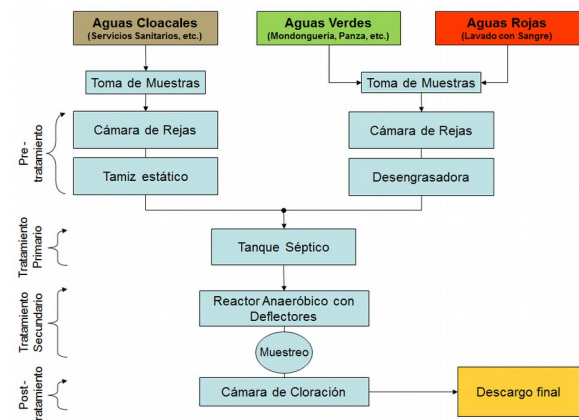 Aguas Cloacales
(Servicios Sanitarios, etc.)
Aguas Verdes
(Mondongueria, Panza, etc.)
Aguas Rojas
(Lavado con Sangre)
Toma de Muestras
Toma de Muestras
Pre-
tratamiento
Cámara de Rejas
Cámara de Rejas
Tamiz estático
Desengrasadora
Tratamiento
Primario
Tanque Séptico
Tratamiento
Secundario
Reactor Anaeróbico con
Deflectores
Muestreo
Post-
tratamiento
Cámara de Cloración
Descargo final